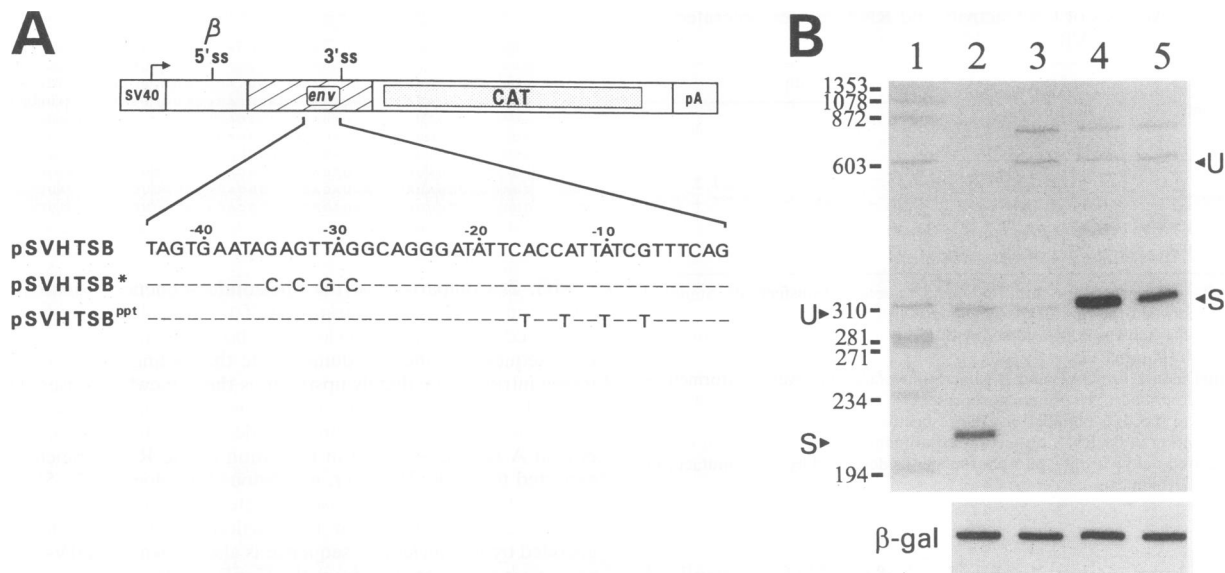 A
β
5'ss 3'ss
SV40 env CAT pA
-40 -30 -20 -10
pSVHTSB TAGTGAATAGAGTTAGGCAGGGATATTCACCATTATCGTTTCAG
pSVHTSB* ---------C-C-G-C----------------------------
pSVHTSBppt ----------------------------T--T--T--T------
B
1 2 3 4 5
1353
1078
872
603
310
281
271
234
194
U
S
U
S
β-gal